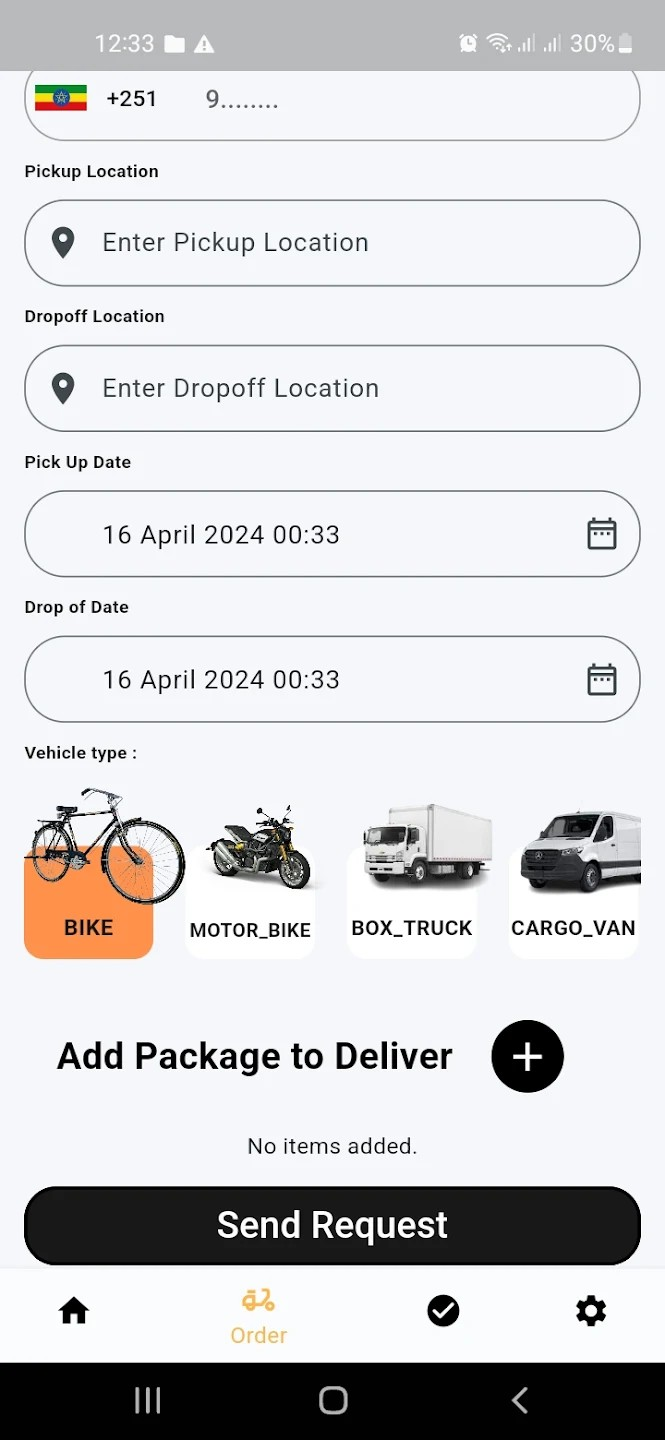 12:33 30%
+251 9........
Pickup Location
Enter Pickup Location
Dropoff Location
Enter Dropoff Location
Pick Up Date
16 April 2024 00:33
Drop of Date
16 April 2024 00:33
Vehicle type :
BIKE MOTOR_BIKE BOX_TRUCK CARGO_VAN
Add Package to Deliver
No items added.
Send Request
Order